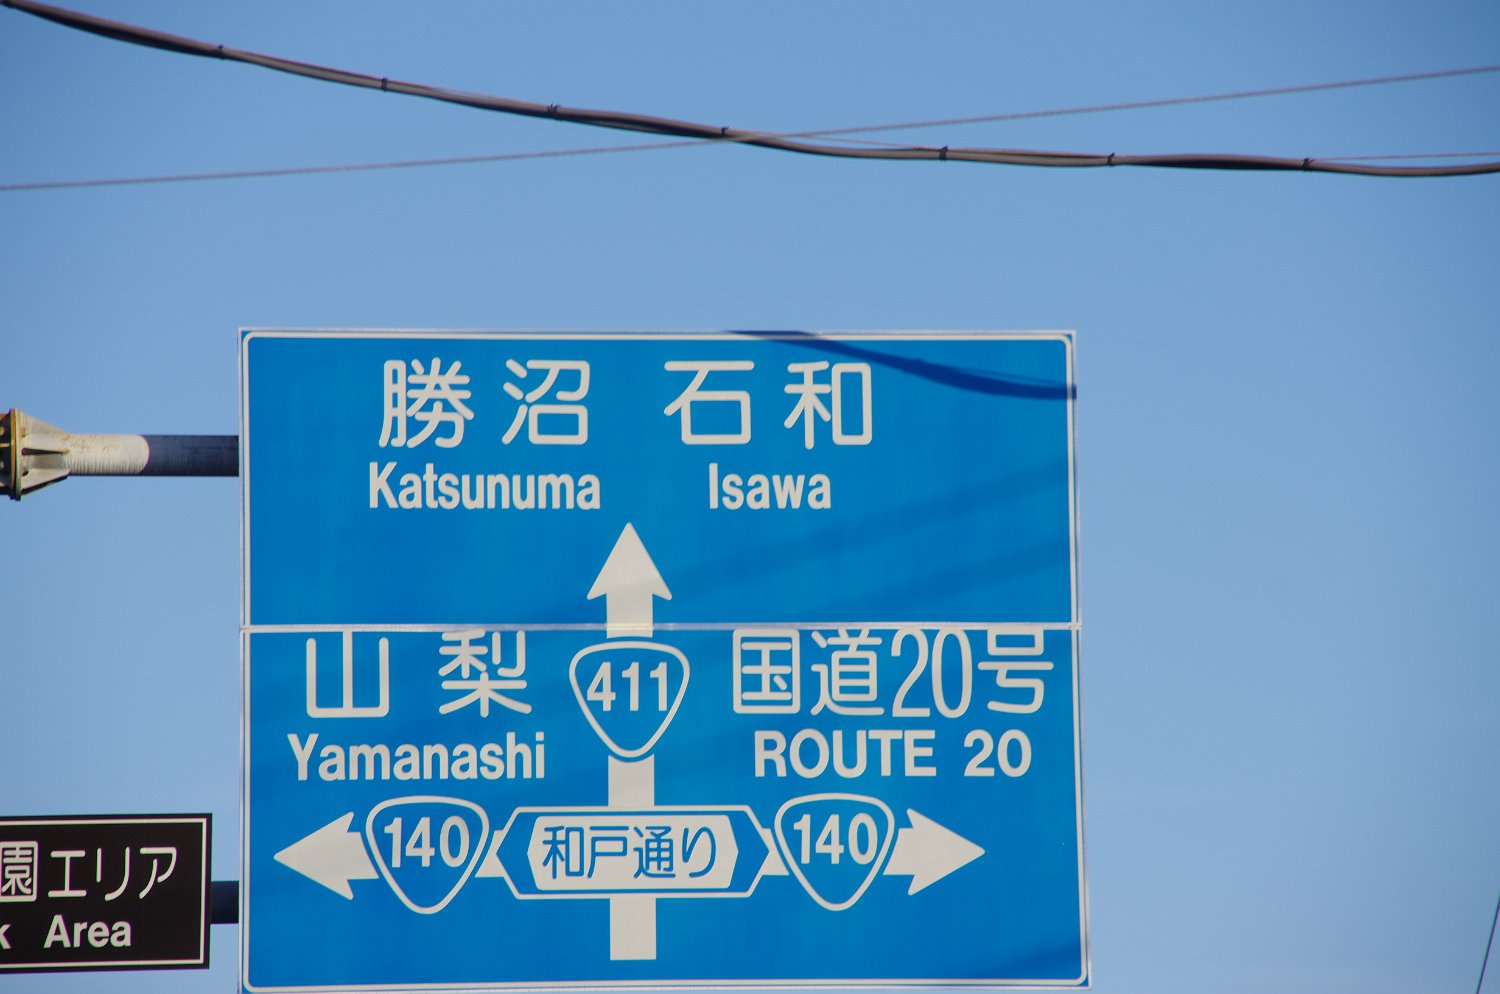 勝沼 石和
Katsunuma Isawa
山梨 411 国道20号
Yamanashi ROUTE 20
140 和戸通り 140
園エリア
Area